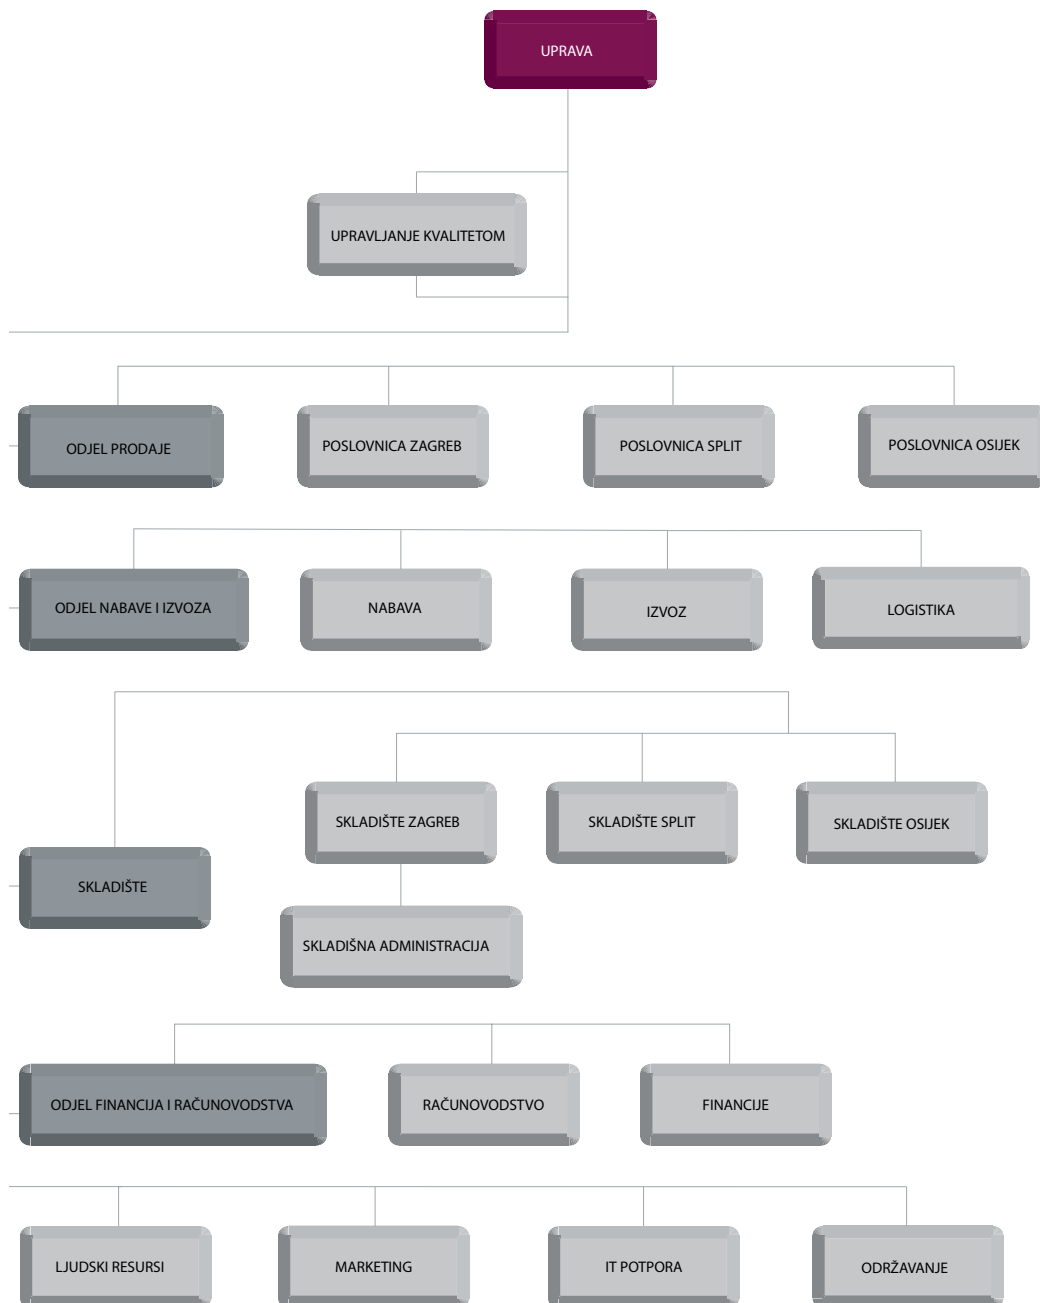 UPRAVA
UPRAVLJANJE KVALITETOM
ODJEL PRODAJE
POSLOVNICA ZAGREB
POSLOVNICA SPLIT
POSLOVNICA OSIJEK
ODJEL NABAVE I IZVOZA
NABAVA
IZVOZ
LOGISTIKA
SKLADIŠTE ZAGREB
SKLADIŠTE SPLIT
SKLADIŠTE OSIJEK
SKLADIŠTE
SKLADIŠNA ADMINISTRACIJA
ODJEL FINANCIJA I RAČUNOVODSTVA
RAČUNOVODSTVO
FINANCIJE
LJUDSKI RESURSI
MARKETING
IT POTPORA
ODRŽAVANJE